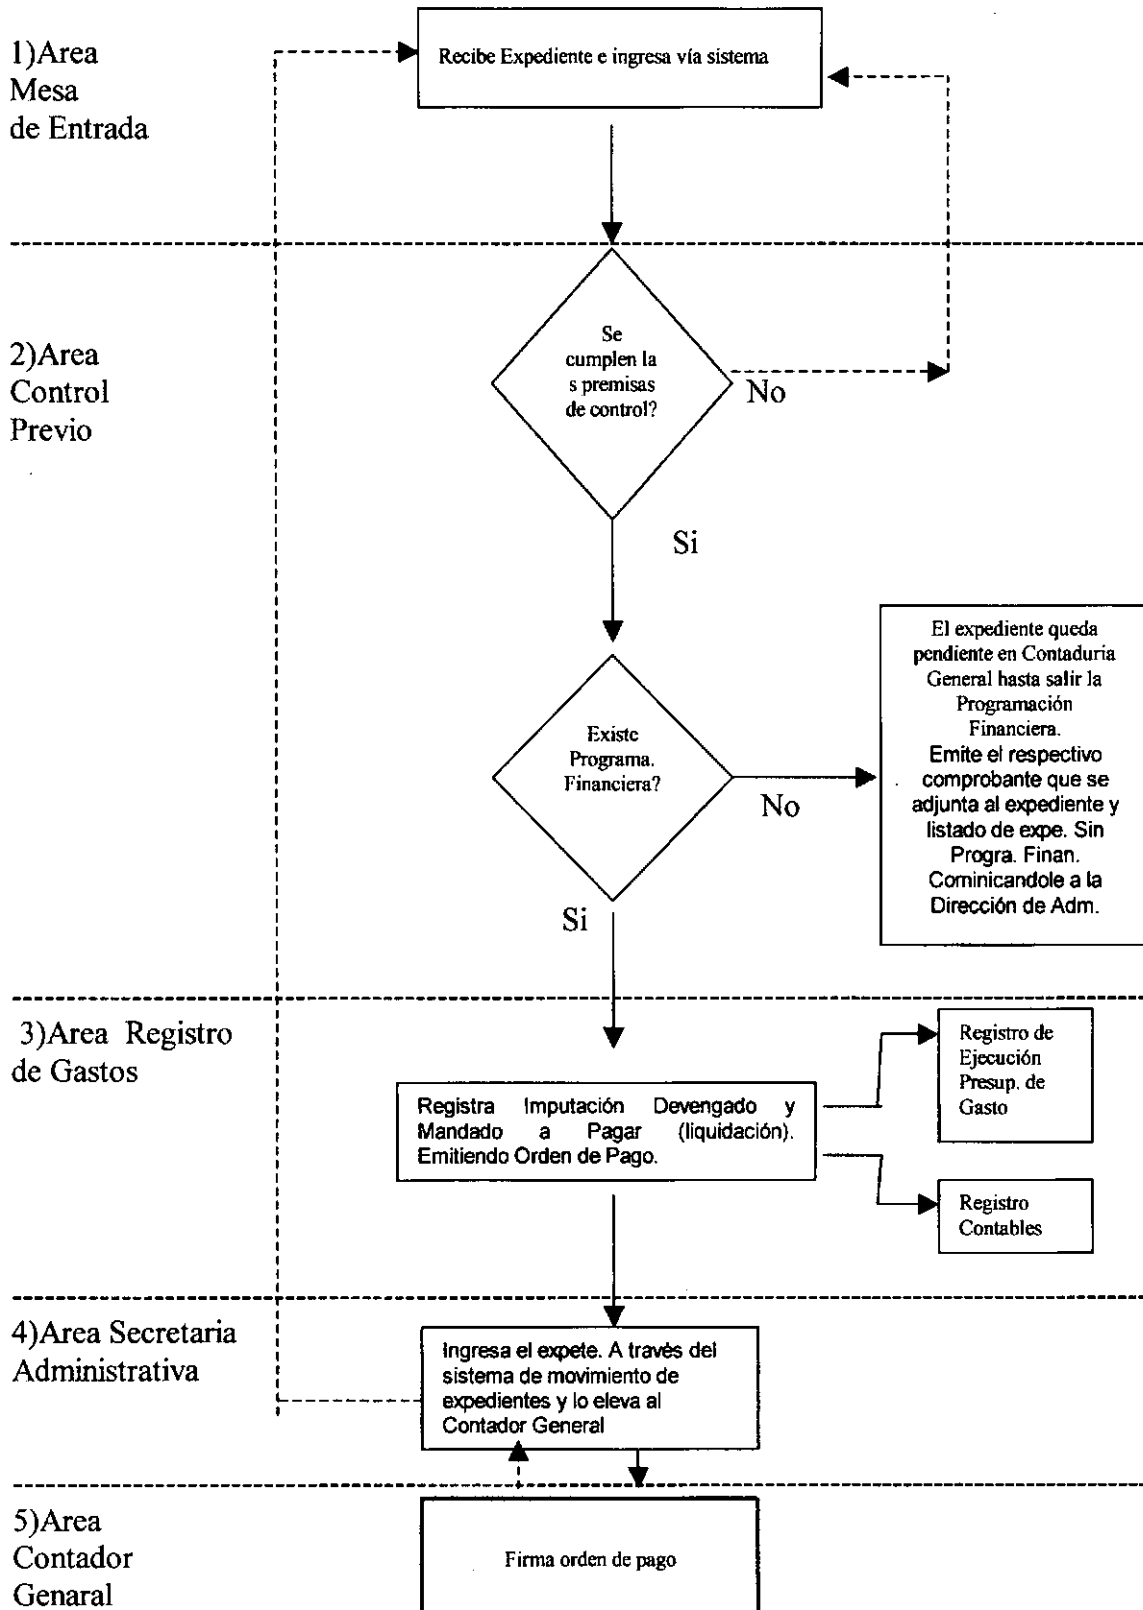 1)Area
Mesa
de Entrada
Recibe Expediente e ingresa vía sistema
2)Area
Control
Previo
Se
cumplen la
s premisas
de control?
No
Si
Existe
Programa.
Financiera?
No
Si
El expediente queda
pendiente en Contaduría
General hasta salir la
Programación
Financiera.
Emite el respectivo
comprobante que se
adjunta al expediente y
listado de expe. Sin
Progra. Finan.
Cominicandole a la
Dirección de Adm.
3)Area Registro
de Gastos
Registra Imputación Devengado y
Mandado a Pagar (liquidación).
Emitiendo Orden de Pago.
Registro de
Ejecución
Presup. de
Gasto
Registro
Contables
4)Area Secretaria
Administrativa
Ingresa el expete. A través del
sistema de movimiento de
expedientes y lo eleva al
Contador General
5)Area
Contador
Genaral
Firma orden de pago